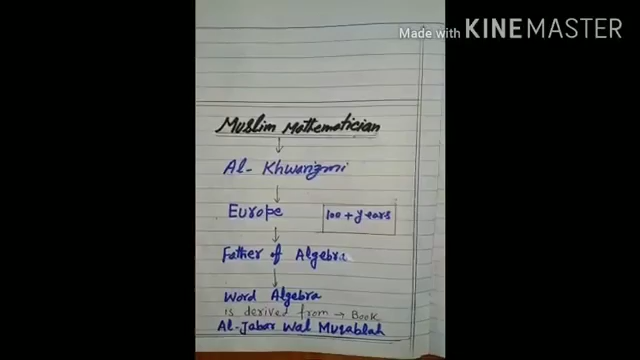 Made with KINEMASTER
Muslim Mathematician
Al-Khwarizmi
Europe
100 + years
Father of Algebra
Word Algebra
is derived from → Book
Al-Jabar Wal Muqablah